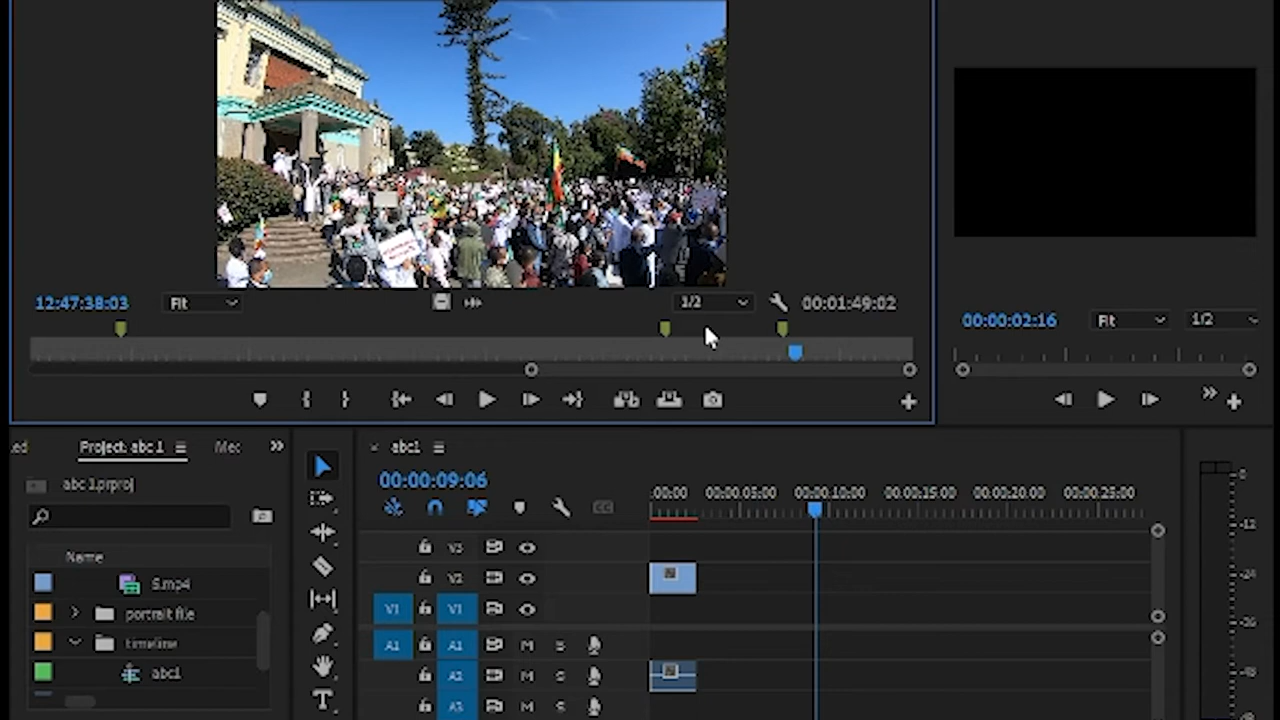 12:47:38:03 Fit 1/2 00:01:49:02
00:00:02:16 Fit 1/2
Project: abc 1
abc 1.prproj
Name
5.mp4
portrait file
timeline
abc1
abc1
00:00:09:06
:00:00 00:00:05:00 00:00:10:00 00:00:15:00 00:00:20:00 00:00:25:00
V3
V2
V1 V1
A1 A1 M S
A2 M S
A3 M S
0
-12
-24
-36
-48